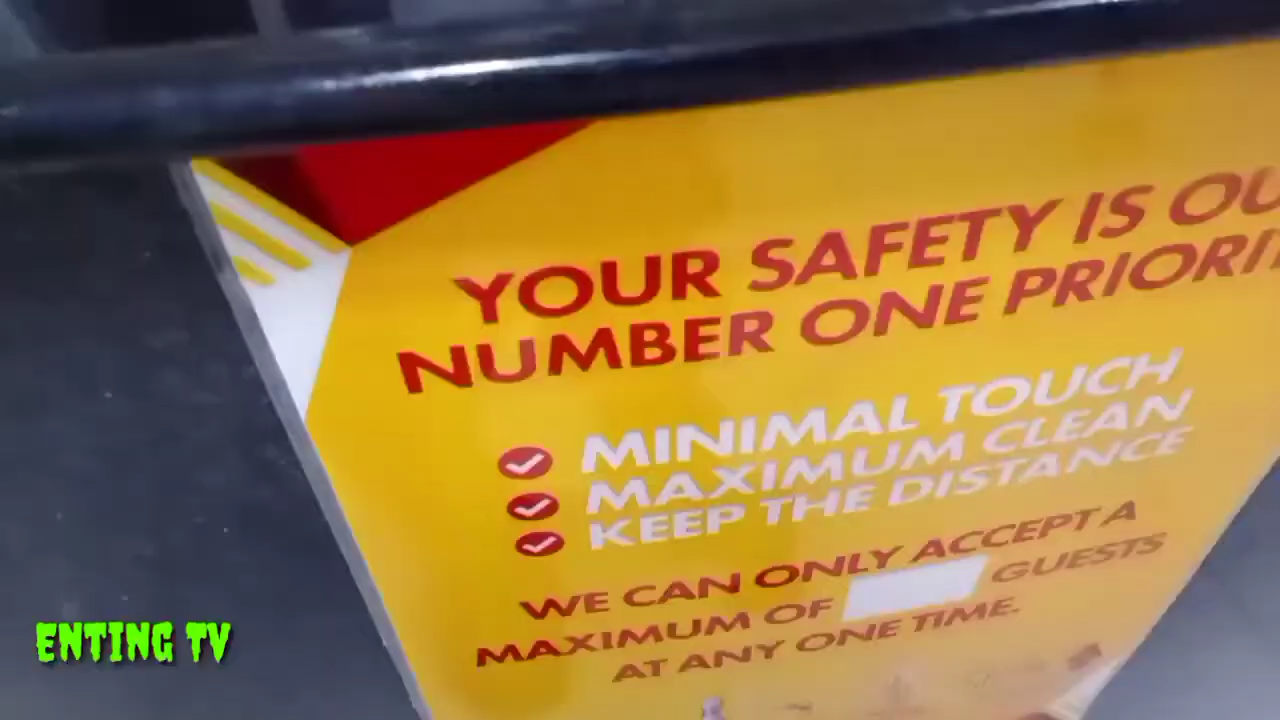 YOUR SAFETY IS OU
NUMBER ONE PRIORI
MINIMAL TOUCH
MAXIMUM CLEAN
KEEP THE DISTANCE
WE CAN ONLY ACCEPT A
MAXIMUM OF GUESTS
AT ANY ONE TIME.
ENTING TV